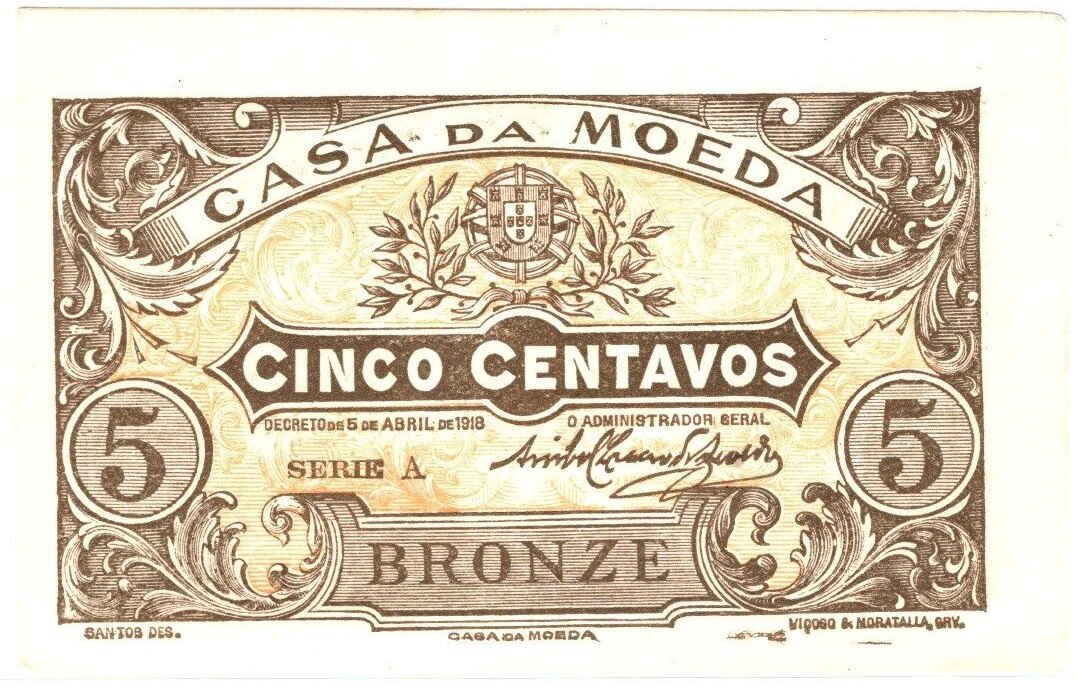 CASA DA MOEDA
CINCO CENTAVOS
DECRETO DE 5 DE ABRIL DE 1918
O ADMINISTRADOR GERAL
SERIE A
5
5
BRONZE
SANTOS DES.
CASA DA MOEDA
VIÇOSO & MORATALLA, GRV.